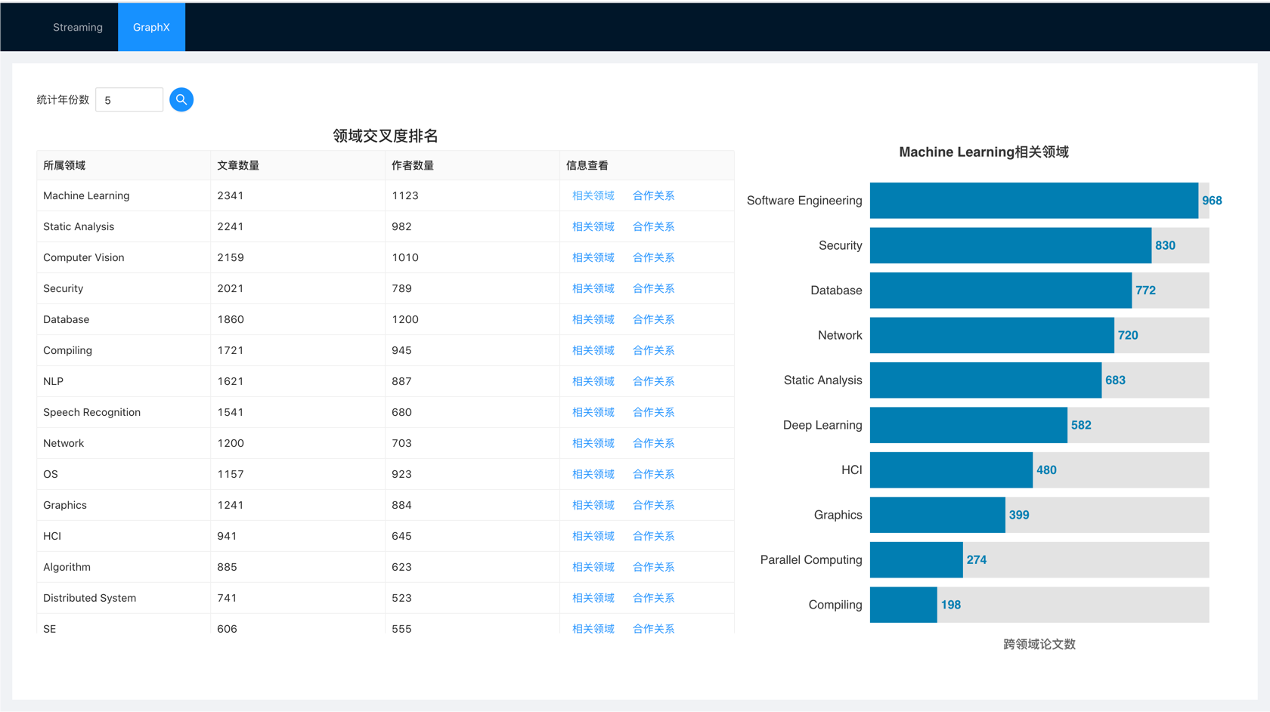 Streaming GraphX
统计年份数 5
领域交叉度排名
所属领域 文章数量 作者数量 信息查看
Machine Learning 2341 1123 相关领域 合作关系
Static Analysis 2241 982 相关领域 合作关系
Computer Vision 2159 1010 相关领域 合作关系
Security 2021 789 相关领域 合作关系
Database 1860 1200 相关领域 合作关系
Compiling 1721 945 相关领域 合作关系
NLP 1621 887 相关领域 合作关系
Speech Recognition 1541 680 相关领域 合作关系
Network 1200 703 相关领域 合作关系
OS 1157 923 相关领域 合作关系
Graphics 1241 884 相关领域 合作关系
HCI 941 645 相关领域 合作关系
Algorithm 885 623 相关领域 合作关系
Distributed System 741 523 相关领域 合作关系
SE 606 555 相关领域 合作关系
Machine Learning相关领域
Software Engineering 968
Security 830
Database 772
Network 720
Static Analysis 683
Deep Learning 582
HCI 480
Graphics 399
Parallel Computing 274
Compiling 198
跨领域论文数